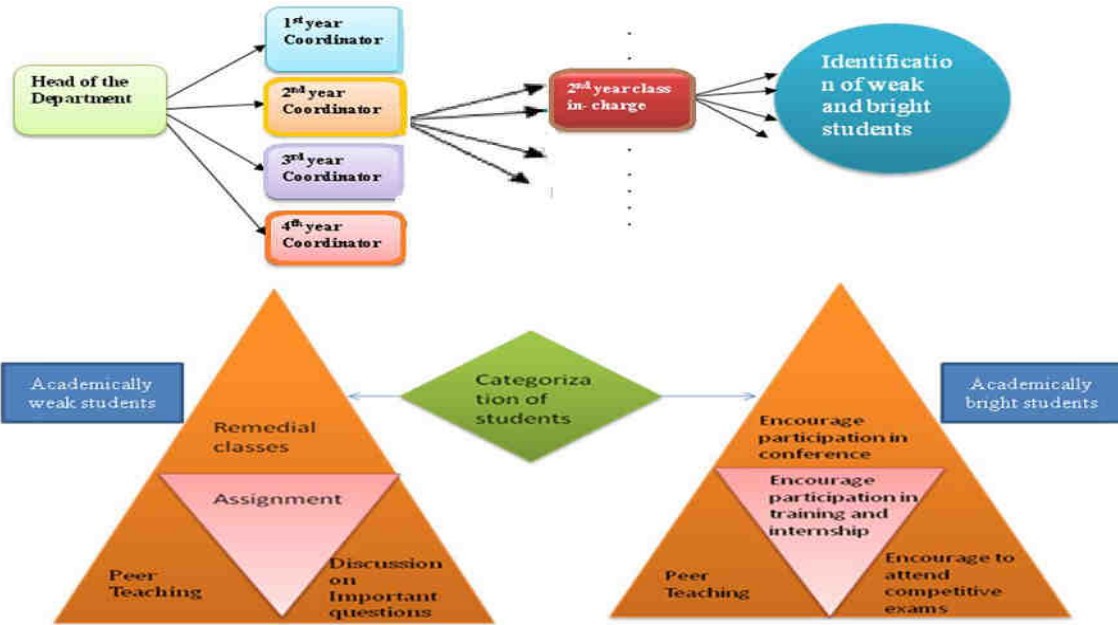 Head of the
Department
1st year
Coordinator
2nd year
Coordinator
3rd year
Coordinator
4th year
Coordinator
2nd year class
in- charge
Identificatio
n of weak
and bright
students
Academically
weak students
Remedial
classes
Assignment
Peer
Teaching
Discussion
on
Important
questions
Categoriza
tion of
students
Academically
bright students
Encourage
participation in
conference
Encourage
participation in
training and
internship
Peer
Teaching
Encourage to
attend
competitive
exams